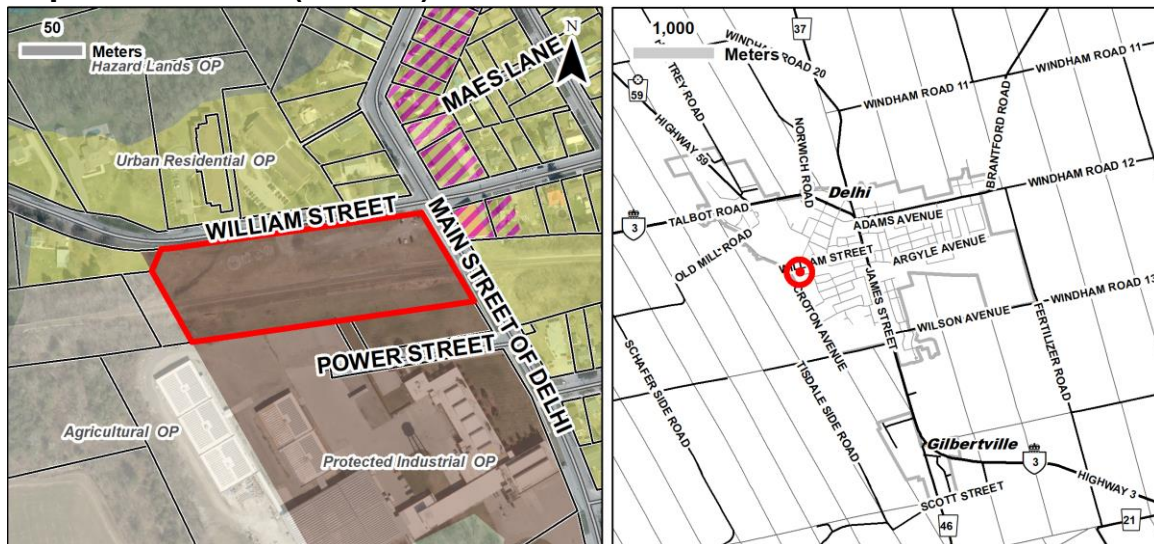 50
Meters
Hazard Lands OP
N
MAES LANE
Urban Residential OP
WILLIAM STREET
MAIN STREET OF DELHI
POWER STREET
Agricultural OP
Protected Industrial OP
1,000
Meters
37
WINDHAM ROAD 20
WINDHAM ROAD 11
WINDHAM ROAD 11
59
TREY ROAD
HIGHWAY 59
NORWICH ROAD
BRANTFORD ROAD
WINDHAM ROAD 12
Delhi
3
TALBOT ROAD
ADAMS AVENUE
OLD MILL ROAD
WILLIAM STREET
ARGYLE AVENUE
CROTON AVENUE
JAMES STREET
WINDHAM ROAD 13
WILSON AVENUE
SCHAFER SIDE ROAD
TISDALE SIDE ROAD
FERTILIZER ROAD
Gilbertville
3
HIGHWAY 3
SCOTT STREET
46
21